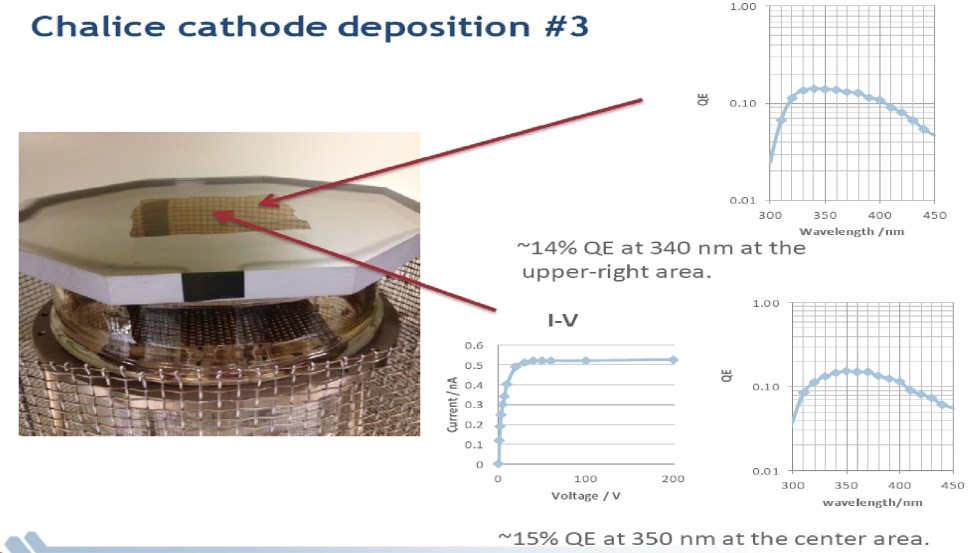 Chalice cathode deposition #3
1.00
0.10
0.01
QE
300 350 400 450
Wavelength /nm
~14% QE at 340 nm at the
upper-right area.
I-V
0.6
0.5
0.4
0.3
0.2
0.1
0
Current / nA
0 100 200
Voltage / V
1.00
0.10
0.01
QE
300 350 400 450
wavelength/nm
~15% QE at 350 nm at the center area.